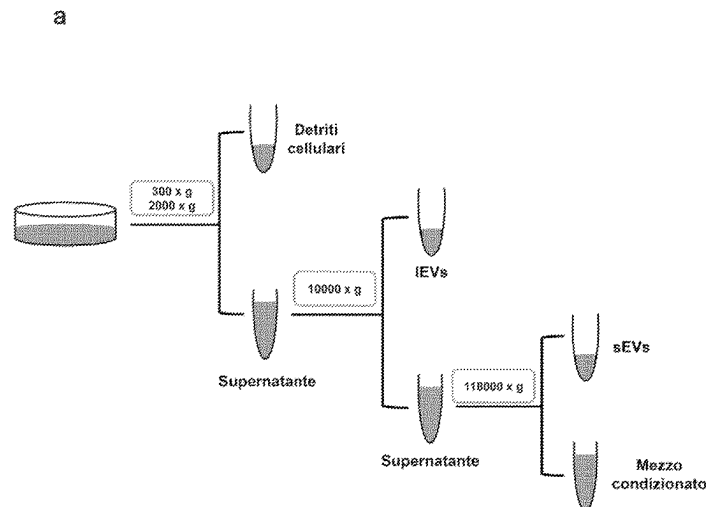 a
Detriti
cellulari
300 x g
2000 x g
lEVs
10000 x g
Supernatante
sEVs
118000 x g
Supernatante
Mezzo
condizionato